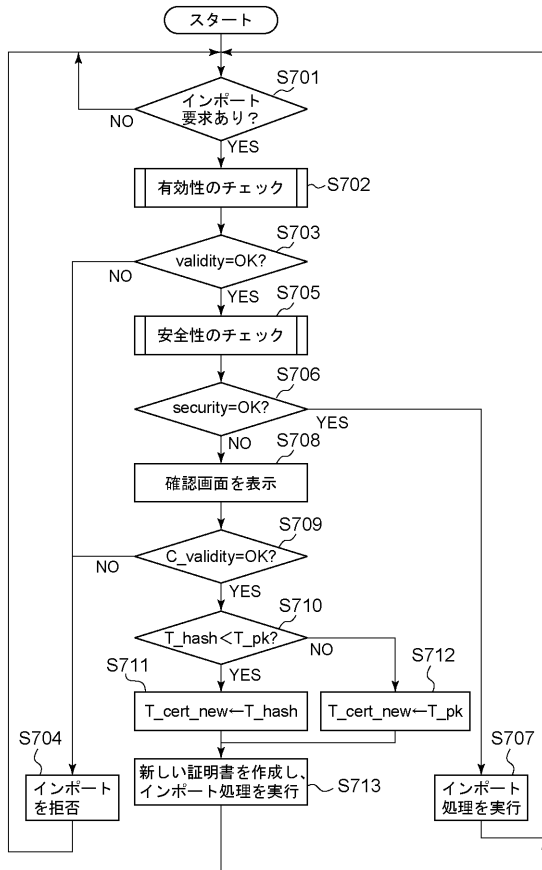 スタート
S701
インポート
要求あり?
NO
YES
有効性のチェック
S702
S703
validity=OK?
NO
YES
S705
安全性のチェック
S706
security=OK?
YES
NO
S708
確認画面を表示
S709
C_validity=OK?
NO
YES
S710
T_hash<T_pk?
NO
S711
YES
S712
T_cert_new←T_hash
T_cert_new←T_pk
S704
インポート
を拒否
新しい証明書を作成し、
インポート処理を実行
S713
S707
インポート
処理を実行